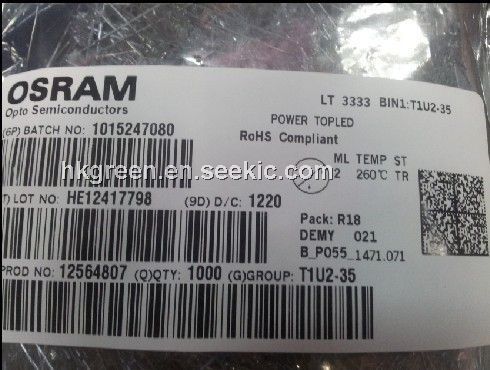 OSRAM
Opto Semiconductors
LT 3333 BIN1:T1U2-35
POWER TOPLED
RoHS Compliant
(6P) BATCH NO: 1015247080
ML TEMP ST
2 260°C TR
hkgreen.en.seekic.com
T) LOT NO: HE12417798 (9D) D/C: 1220
Pack: R18
DEMY 021
B_P055_1471.071
PROD NO: 12564807 (Q)QTY: 1000 (G)GROUP: T1U2-35